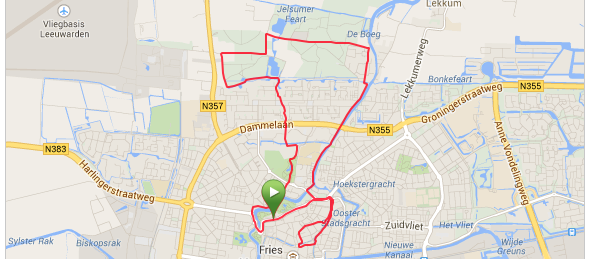 Jelsumer
Feart
Lekkum
Vliegbasis
Leeuwarden
De Boeg
Lekkumerweg
Bonkefeart
N355
Groningerstraatweg
N357
Dammelaan
N355
Anne Vondelingweg
N383
Harlingerstraatweg
Hoekstergracht
Ooster
Stadsgracht
Zuidvliet
Het Vliet
Sylster Rak
Biskopsrak
Fries
Nieuwe
Kanaal
Wijde
Greuns